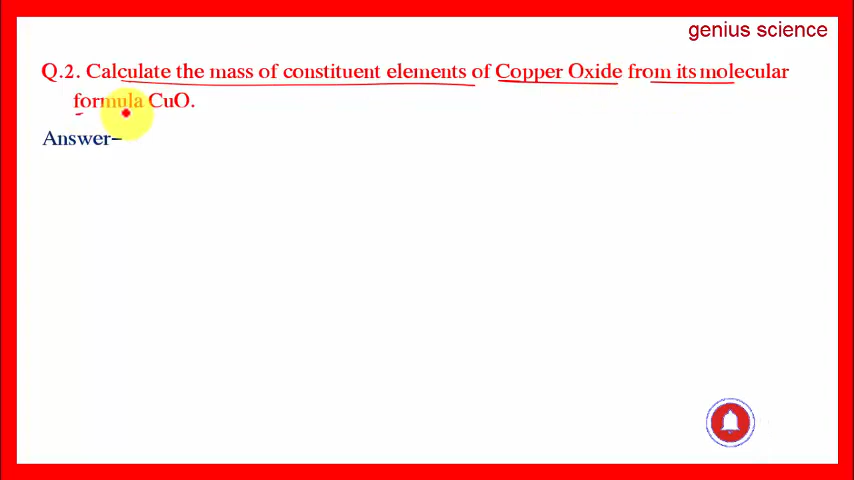 genius science
Q.2. Calculate the mass of constituent elements of Copper Oxide from its molecular
formula CuO.
Answer-